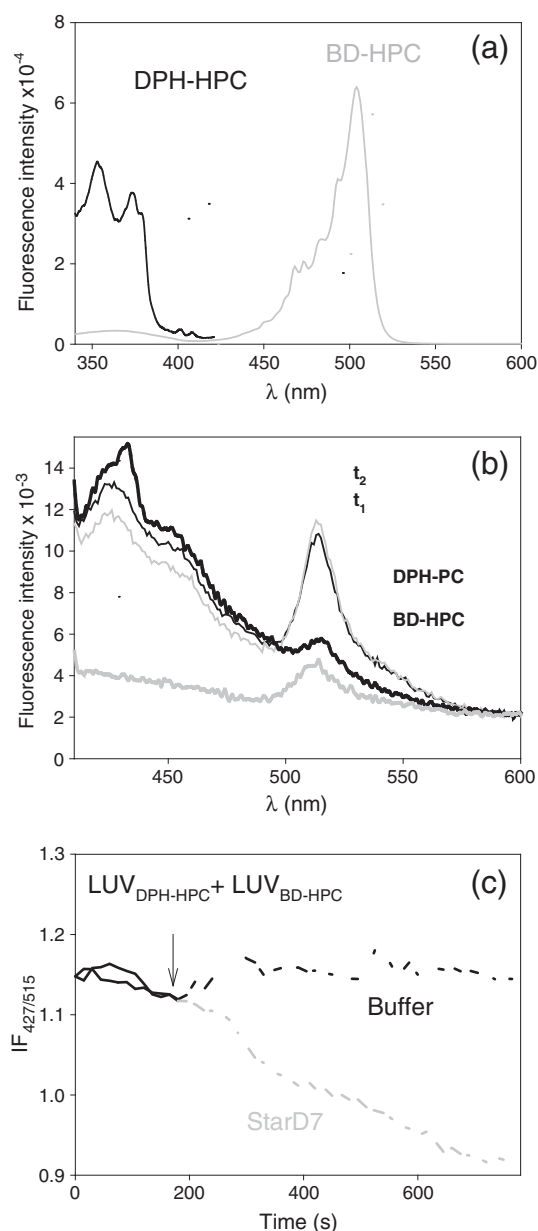 (a)
DPH-HPC
BD-HPC
Fluorescence intensity x10⁻⁴
8
6
4
2
0
350 400 450 500 550 600
λ (nm)
(b)
t₂
t₁
DPH-PC
BD-HPC
Fluorescence intensity x 10⁻³
14
12
10
8
6
4
2
0
450 500 550 600
λ (nm)
(c)
LUV_DPH-HPC + LUV_BD-HPC
Buffer
StarD7
IF_427/515
1.3
1.2
1.1
1.0
0.9
0 200 400 600
Time (s)